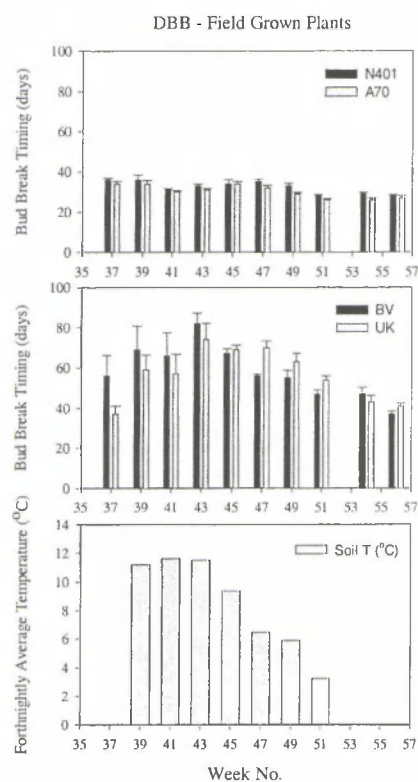 DBB - Field Grown Plants
Bud Break Timing (days)
100
80
60
40
20
0
N401
A70
35 37 39 41 43 45 47 49 51 53 55 57
Bud Break Timing (days)
100
80
60
40
20
0
BV
UK
35 37 39 41 43 45 47 49 51 53 55 57
Forthnightly Average Temperature (°C)
14
12
10
8
6
4
2
0
Soil T (°C)
35 37 39 41 43 45 47 49 51 53 55 57
Week No.